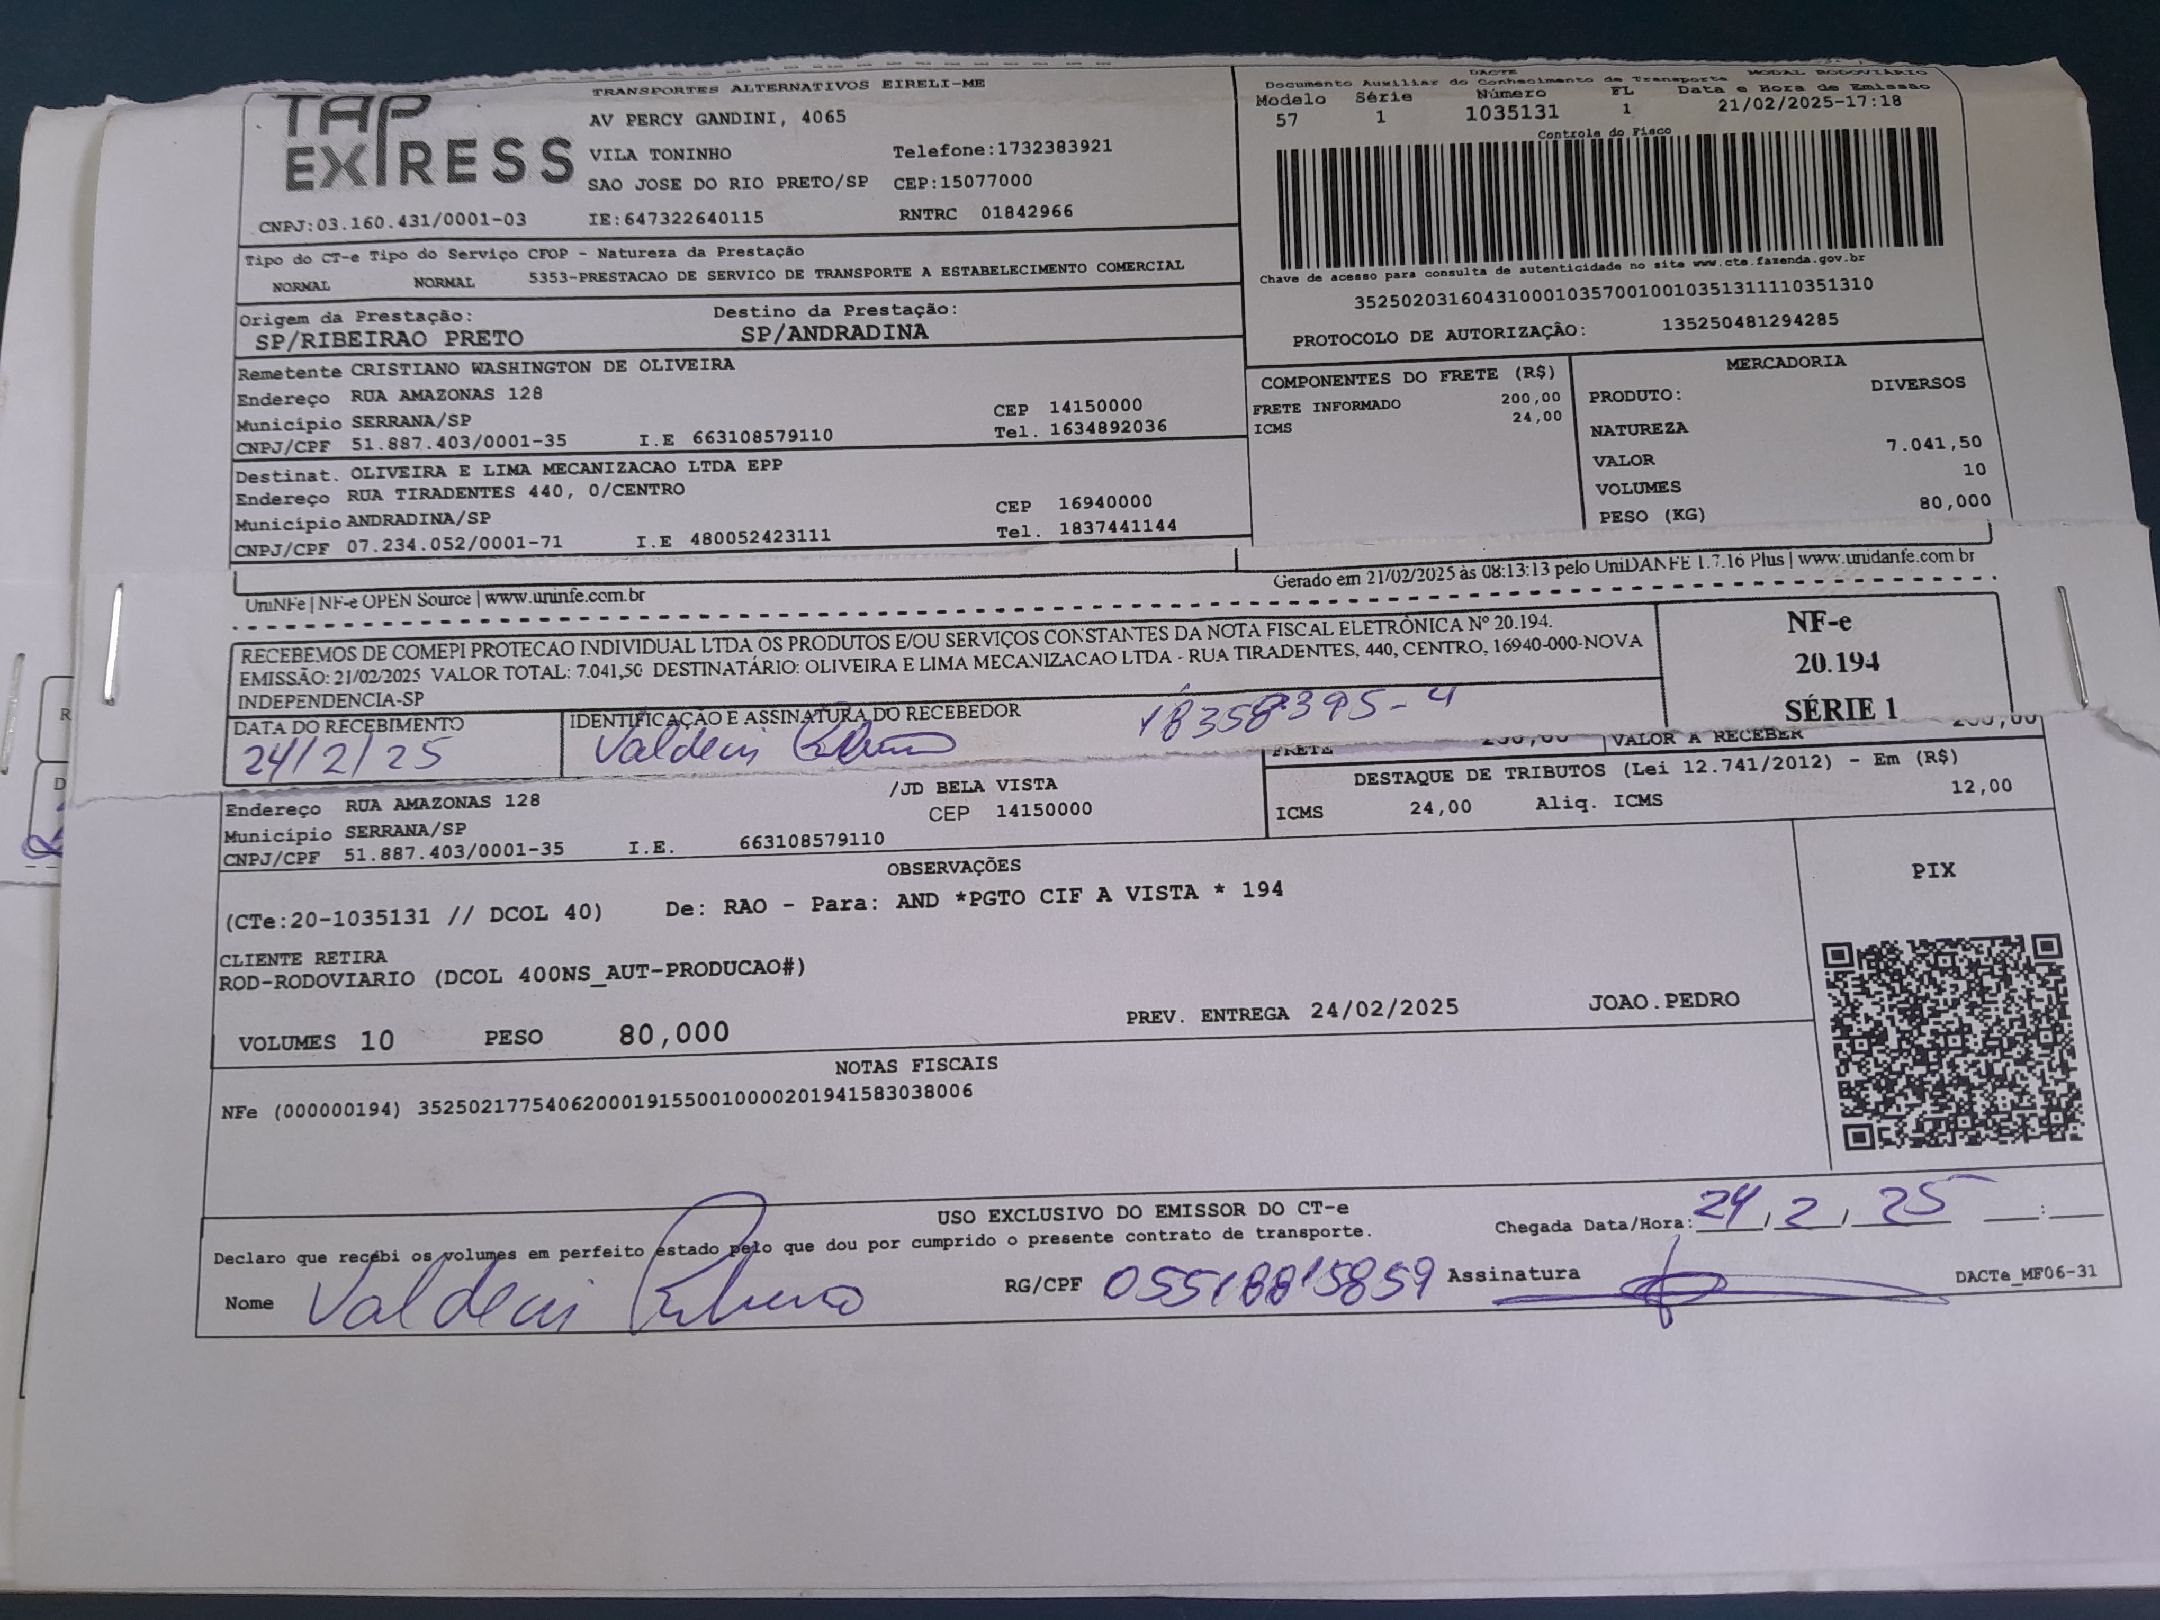 TAP EXPRESS
TRANSPORTES ALTERNATIVOS EIRELI-ME
AV PERCY GANDINI, 4065
VILA TONINHO Telefone:1732383921
SAO JOSE DO RIO PRETO/SP CEP:15077000
CNPJ:03.160.431/0001-03 IE:647322640115 RNTRC 01842966
DACTE MODAL RODOVIÁRIO
Documento Auxiliar do Conhecimento de Transporte
Modelo Série Número FL Data e Hora de Emissão
57 1 1035131 1 21/02/2025-17:18
Controle do Fisco
Chave de acesso para consulta de autenticidade no site www.cte.fazenda.gov.br
35250203160431000103570010010351311110351310
PROTOCOLO DE AUTORIZAÇÃO: 135250481294285
Tipo do CT-e Tipo do Serviço CFOP - Natureza da Prestação
NORMAL NORMAL 5353-PRESTACAO DE SERVICO DE TRANSPORTE A ESTABELECIMENTO COMERCIAL
Origem da Prestação: Destino da Prestação:
SP/RIBEIRAO PRETO SP/ANDRADINA
Remetente CRISTIANO WASHINGTON DE OLIVEIRA
Endereço RUA AMAZONAS 128
Município SERRANA/SP CEP 14150000
CNPJ/CPF 51.887.403/0001-35 I.E 663108579110 Tel. 1634892036
Destinat. OLIVEIRA E LIMA MECANIZACAO LTDA EPP
Endereço RUA TIRADENTES 440, 0/CENTRO
Município ANDRADINA/SP CEP 16940000
CNPJ/CPF 07.234.052/0001-71 I.E 480052423111 Tel. 1837441144
COMPONENTES DO FRETE (R$)
FRETE INFORMADO 200,00
ICMS 24,00
MERCADORIA
PRODUTO: DIVERSOS
NATUREZA
VALOR 7.041,50
VOLUMES 10
PESO (KG) 80,000
UniNFe | NF-e OPEN Source | www.uninfe.com.br
Gerado em 21/02/2025 às 08:13:13 pelo UniDANFE 1.7.16 Plus | www.unidanfe.com.br
RECEBEMOS DE COMEPI PROTECAO INDIVIDUAL LTDA OS PRODUTOS E/OU SERVIÇOS CONSTANTES DA NOTA FISCAL ELETRÔNICA Nº 20.194.
EMISSÃO: 21/02/2025 VALOR TOTAL: 7.041,50 DESTINATÁRIO: OLIVEIRA E LIMA MECANIZACAO LTDA - RUA TIRADENTES, 440, CENTRO, 16940-000-NOVA
INDEPENDENCIA-SP
NF-e
20.194
SÉRIE 1
DATA DO RECEBIMENTO
24/2/25
IDENTIFICAÇÃO E ASSINATURA DO RECEBEDOR
Valdeci 18358395-4
FRETE VALOR A RECEBER
DESTAQUE DE TRIBUTOS (Lei 12.741/2012) - Em (R$)
ICMS 24,00 Aliq. ICMS 12,00
/JD BELA VISTA
Endereço RUA AMAZONAS 128
Município SERRANA/SP CEP 14150000
CNPJ/CPF 51.887.403/0001-35 I.E. 663108579110
OBSERVAÇÕES
(CTe:20-1035131 // DCOL 40) De: RAO - Para: AND *PGTO CIF A VISTA * 194
CLIENTE RETIRA
ROD-RODOVIARIO (DCOL 400NS_AUT-PRODUCAO#)
PREV. ENTREGA 24/02/2025 JOAO.PEDRO
VOLUMES 10 PESO 80,000
PIX
NOTAS FISCAIS
NFe (000000194) 35250217754062000191550010000201941583038006
USO EXCLUSIVO DO EMISSOR DO CT-e
Declaro que recebi os volumes em perfeito estado pelo que dou por cumprido o presente contrato de transporte.
Chegada Data/Hora: 24/2/25 :
Nome Valdeci
RG/CPF 05518815859 Assinatura
DACTe_MF06-31